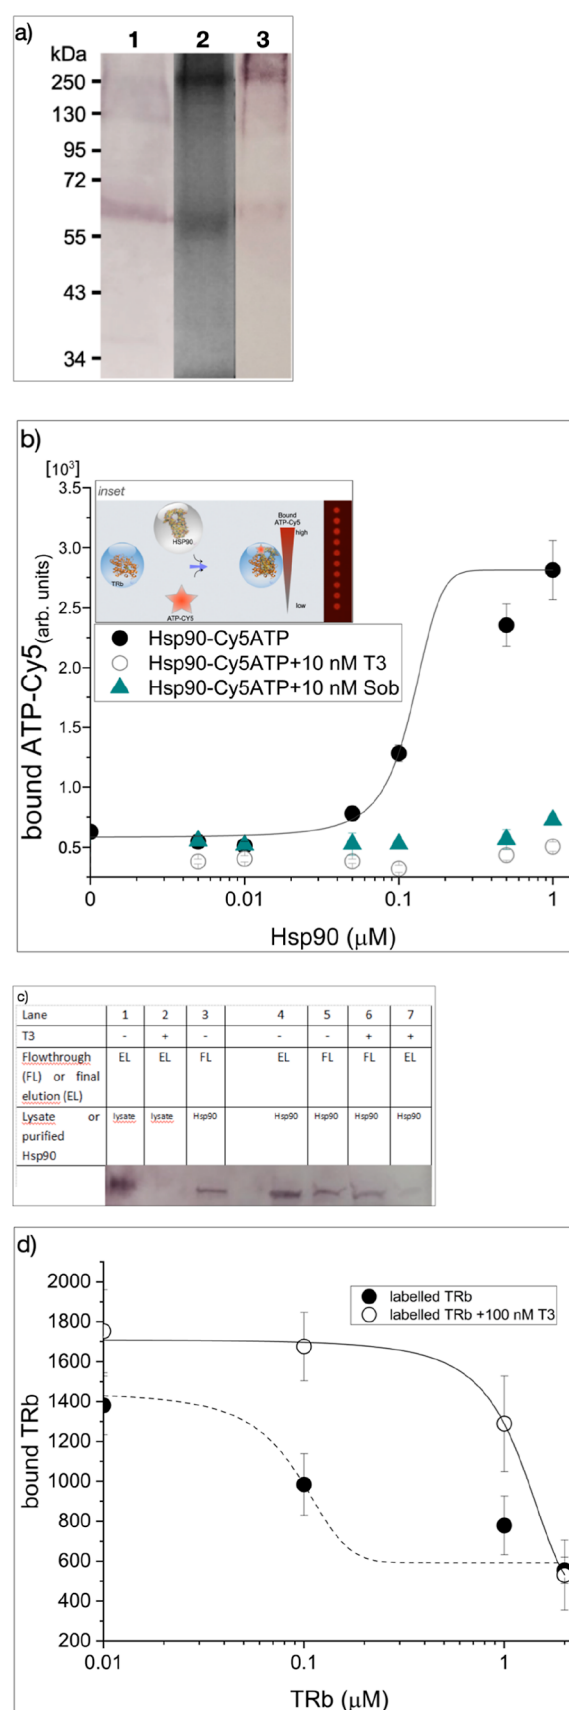 a)
1 2 3
kDa
250
130
95
72
55
43
34
b)
[10³]
3.5
3.0
2.5
2.0
1.5
1.0
0.5
bound ATP-Cy5(arb. units)
inset
HSP90
TRb
ATP-CY5
Bound
ATP-Cy5
high
low
Hsp90-Cy5ATP
Hsp90-Cy5ATP+10 nM T3
Hsp90-Cy5ATP+10 nM Sob
0 0.01 0.1 1
Hsp90 (μM)
c)
Lane 1 2 3 4 5 6 7
T3 - + - - - + +
Flowthrough EL EL FL EL FL FL EL
(FL) or final
elution (EL)
Lysate or lysate lysate Hsp90 Hsp90 Hsp90 Hsp90 Hsp90
purified
Hsp90
d)
2000
1800
1600
1400
1200
1000
800
600
400
200
bound TRb
labelled TRb
labelled TRb +100 nM T3
0.01 0.1 1
TRb (μM)